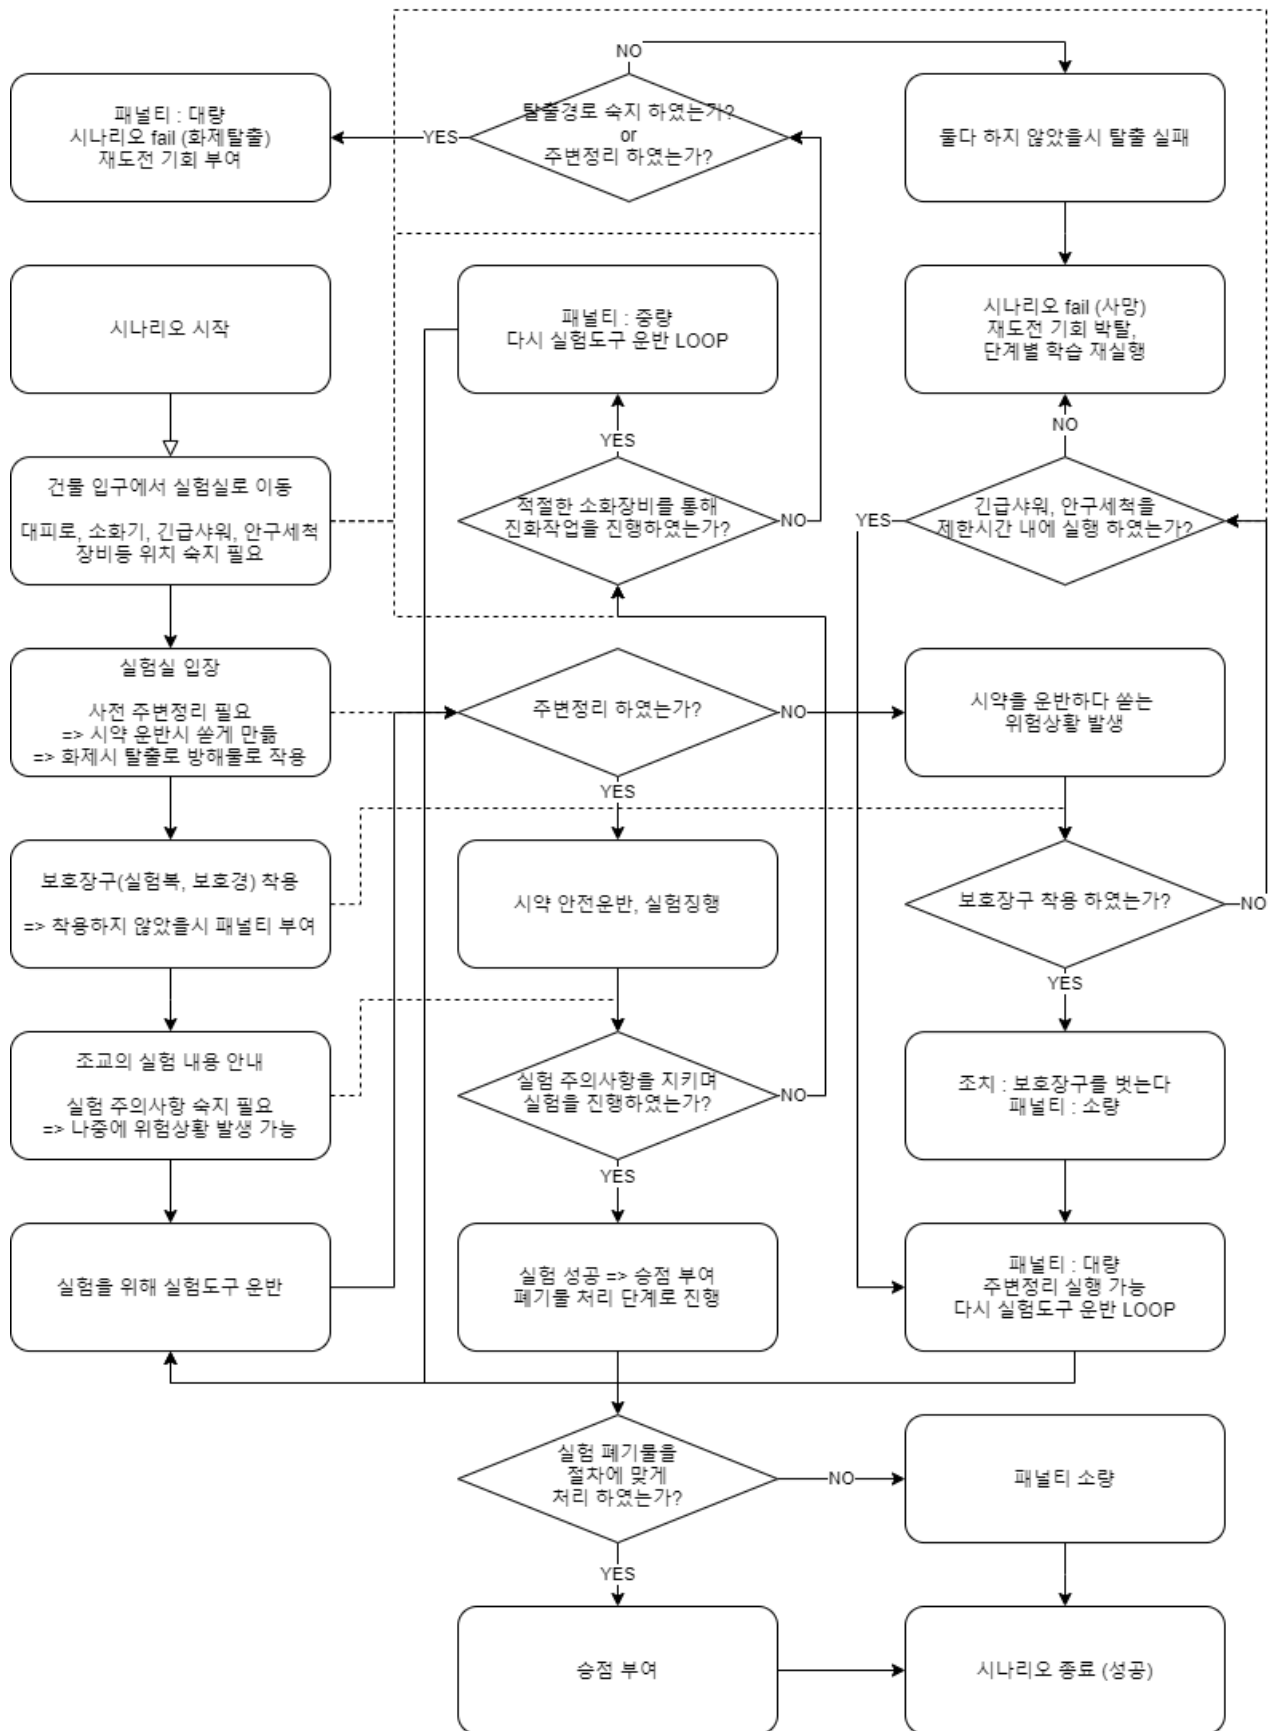 NO
패널티 : 대량
시나리오 fail (화제탈출)
재도전 기회 부여
YES
탈출경로 숙지 하였는가?
or
주변정리 하였는가?
둘다 하지 않았을시 탈출 실패
시나리오 시작
패널티 : 중량
다시 실험도구 운반 LOOP
시나리오 fail (사망)
재도전 기회 박탈,
단계별 학습 재실행
YES
NO
건물 입구에서 실험실로 이동
대피로, 소화기, 긴급샤워, 안구세척
장비등 위치 숙지 필요
적절한 소화장비를 통해
진화작업을 진행하였는가?
NO
YES
긴급샤워, 안구세척을
제한시간 내에 실행 하였는가?
실험실 입장
사전 주변정리 필요
=> 시약 운반시 쏟게 만듦
=> 화제시 탈출로 방해물로 작용
주변정리 하였는가?
NO
시약을 운반하다 쏟는
위험상황 발생
YES
보호장구(실험복, 보호경) 착용
=> 착용하지 않았을시 패널티 부여
시약 안전운반, 실험징행
보호장구 착용 하였는가?
NO
YES
조교의 실험 내용 안내
실험 주의사항 숙지 필요
=> 나중에 위험상황 발생 가능
실험 주의사항을 지키며
실험을 진행하였는가?
NO
조치 : 보호장구를 벗는다
패널티 : 소량
YES
실험을 위해 실험도구 운반
실험 성공 => 승점 부여
폐기물 처리 단계로 진행
패널티 : 대량
주변정리 실행 가능
다시 실험도구 운반 LOOP
실험 폐기물을
절차에 맞게
처리 하였는가?
NO
패널티 소량
YES
승점 부여
시나리오 종료 (성공)